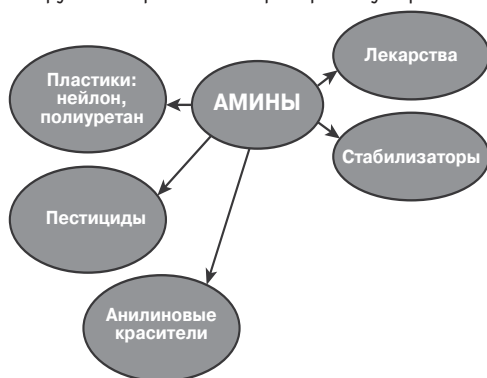 Лекарства
Пластики:
нейлон,
полиуретан
АМИНЫ
Стабилизаторы
Пестициды
Анилиновые
красители